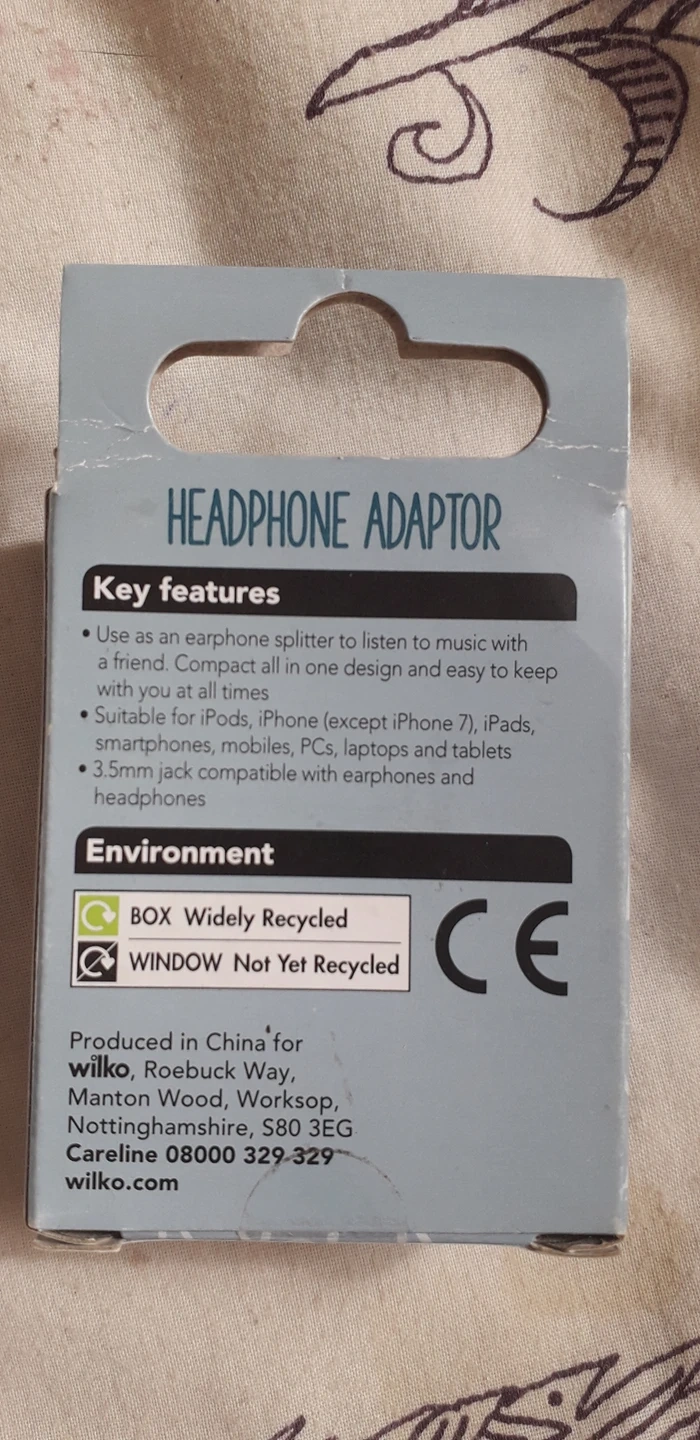 HEADPHONE ADAPTOR
Key features
• Use as an earphone splitter to listen to music with
a friend. Compact all in one design and easy to keep
with you at all times
• Suitable for iPods, iPhone (except iPhone 7), iPads,
smartphones, mobiles, PCs, laptops and tablets
• 3.5mm jack compatible with earphones and
headphones
Environment
BOX Widely Recycled
WINDOW Not Yet Recycled
CE
Produced in China for
wilko, Roebuck Way,
Manton Wood, Worksop,
Nottinghamshire, S80 3EG
Careline 08000 329 329
wilko.com